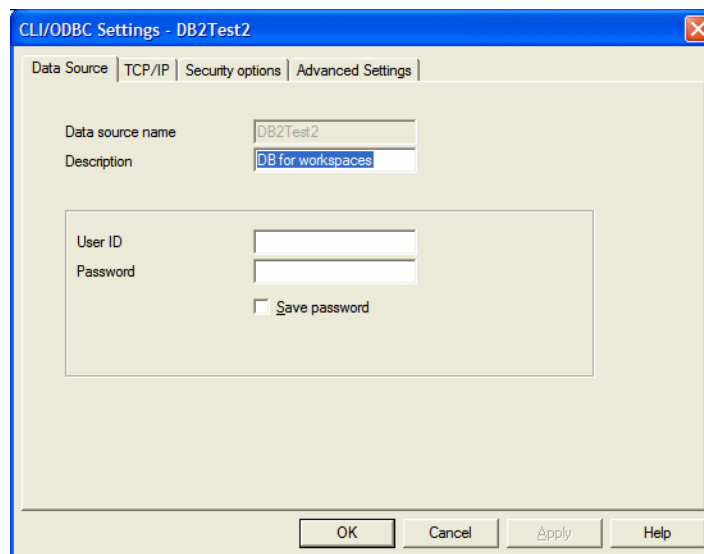 CLI/ODBC Settings - DB2Test2
Data Source TCP/IP Security options Advanced Settings
Data source name DB2Test2
Description DB for workspaces
User ID
Password
Save password
OK Cancel Apply Help